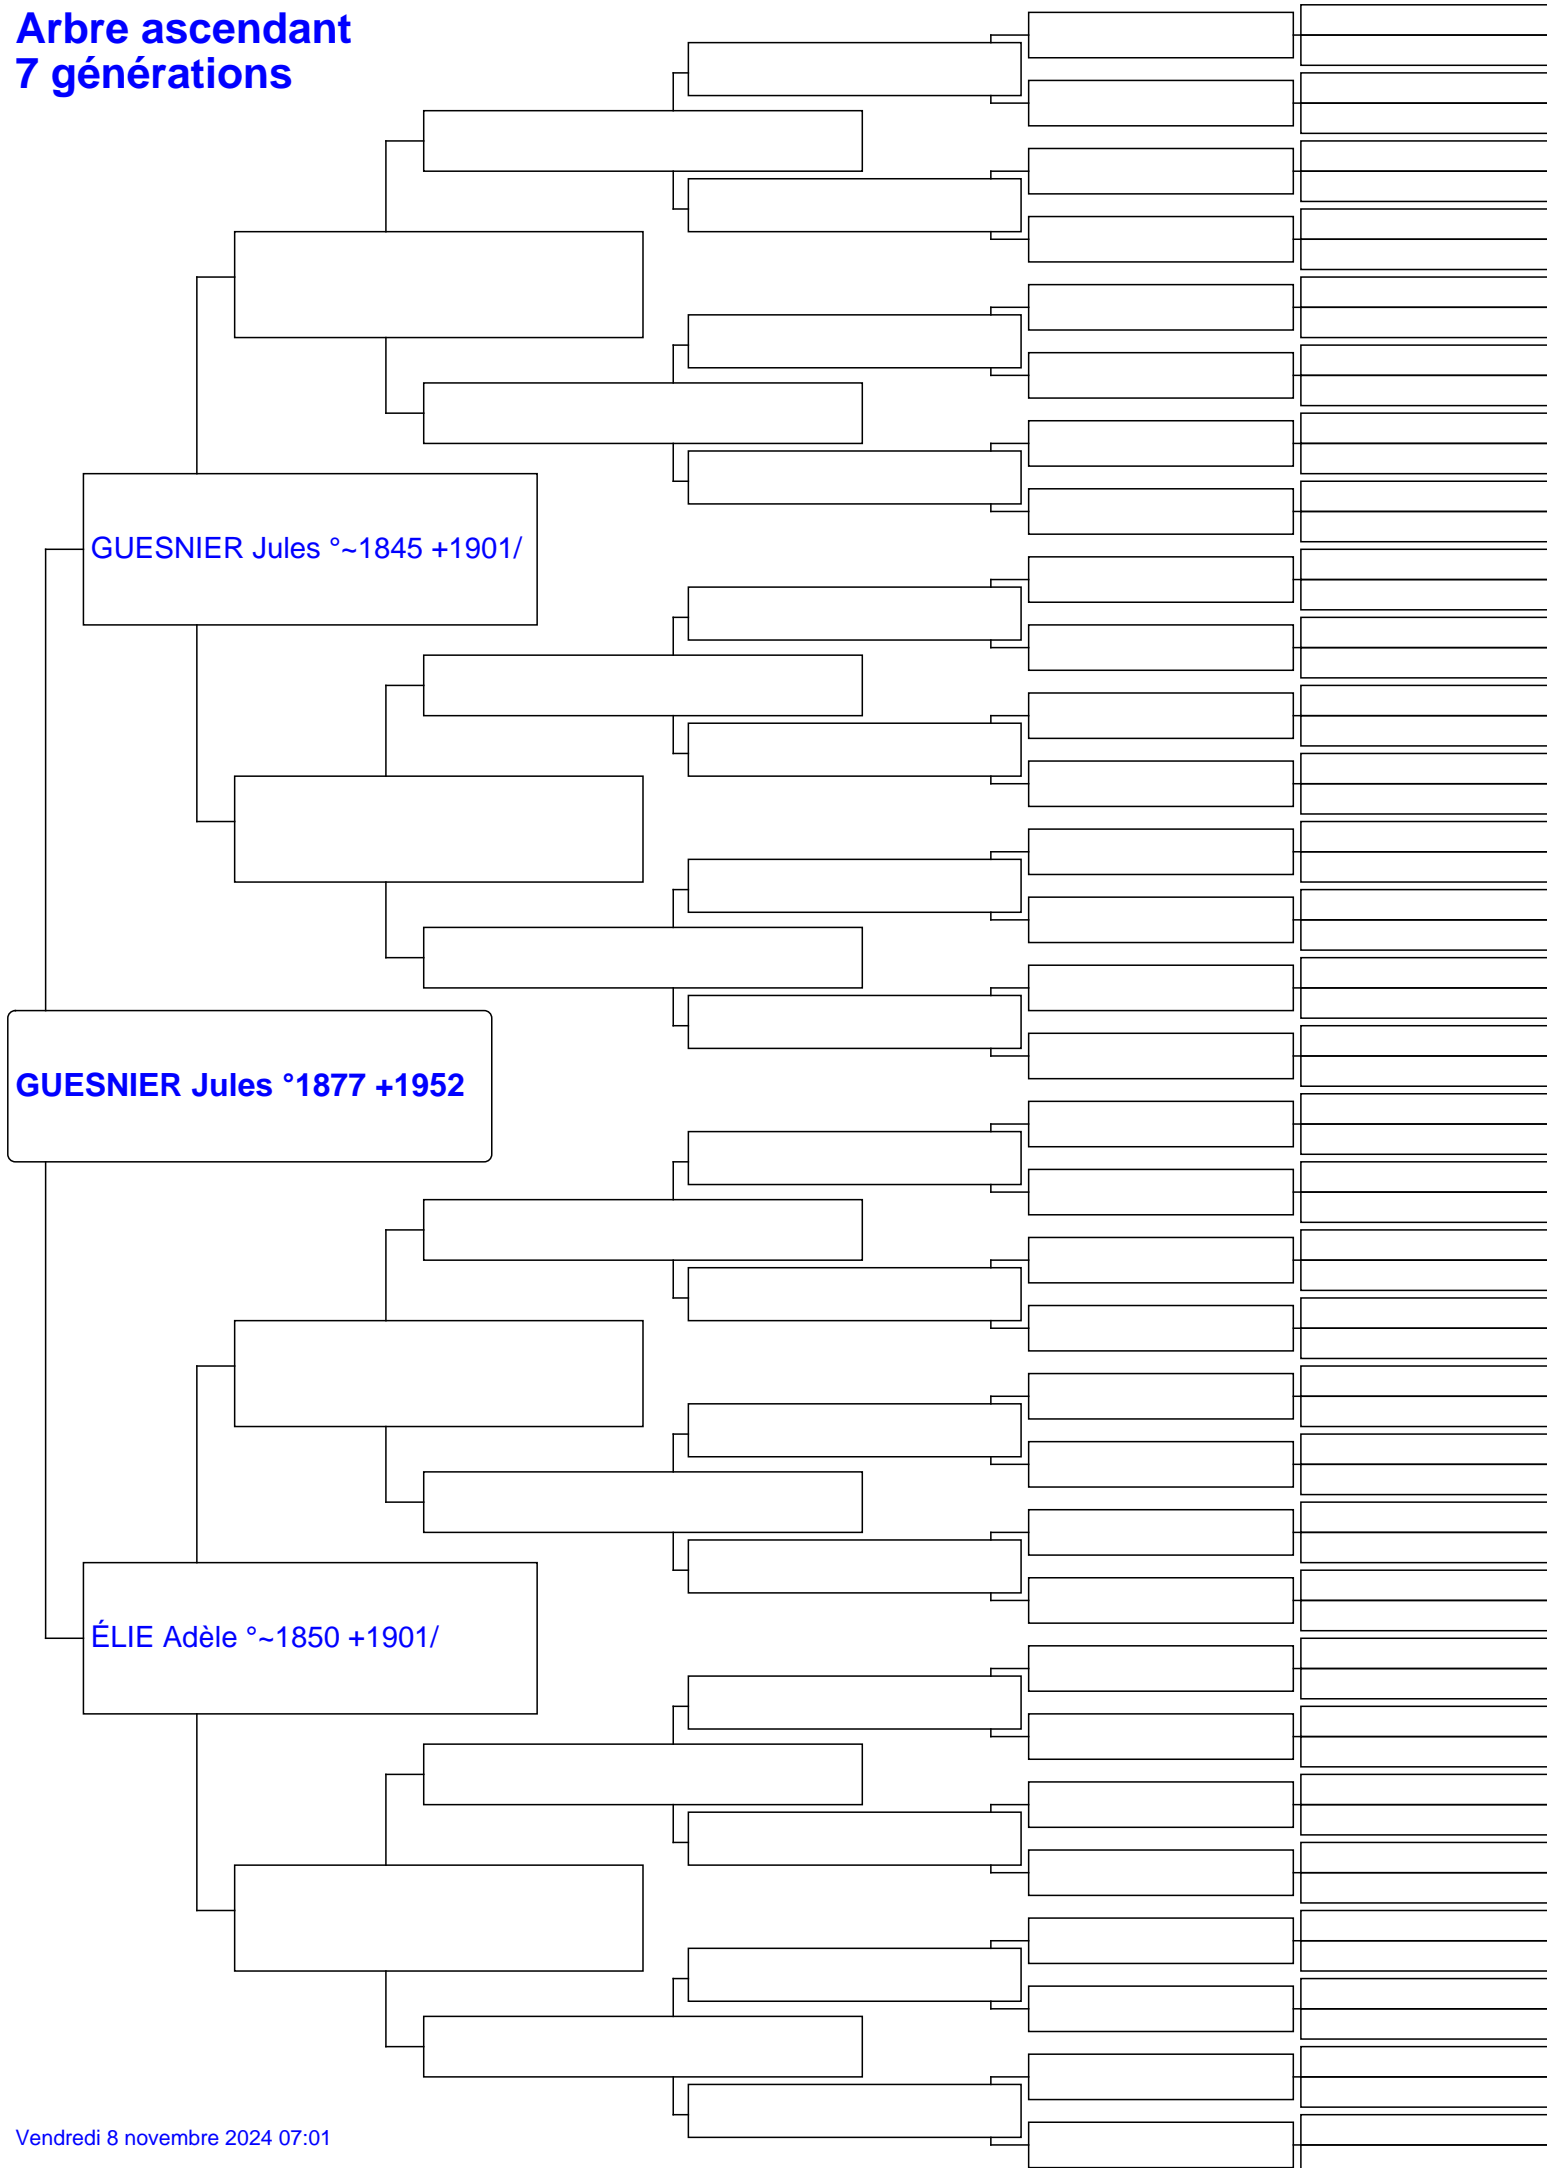 Arbre ascendant
7 générations
GUESNIER Jules °~1845 +1901/
GUESNIER Jules °1877 +1952
ÉLIE Adèle °~1850 +1901/
Vendredi 8 novembre 2024 07:01